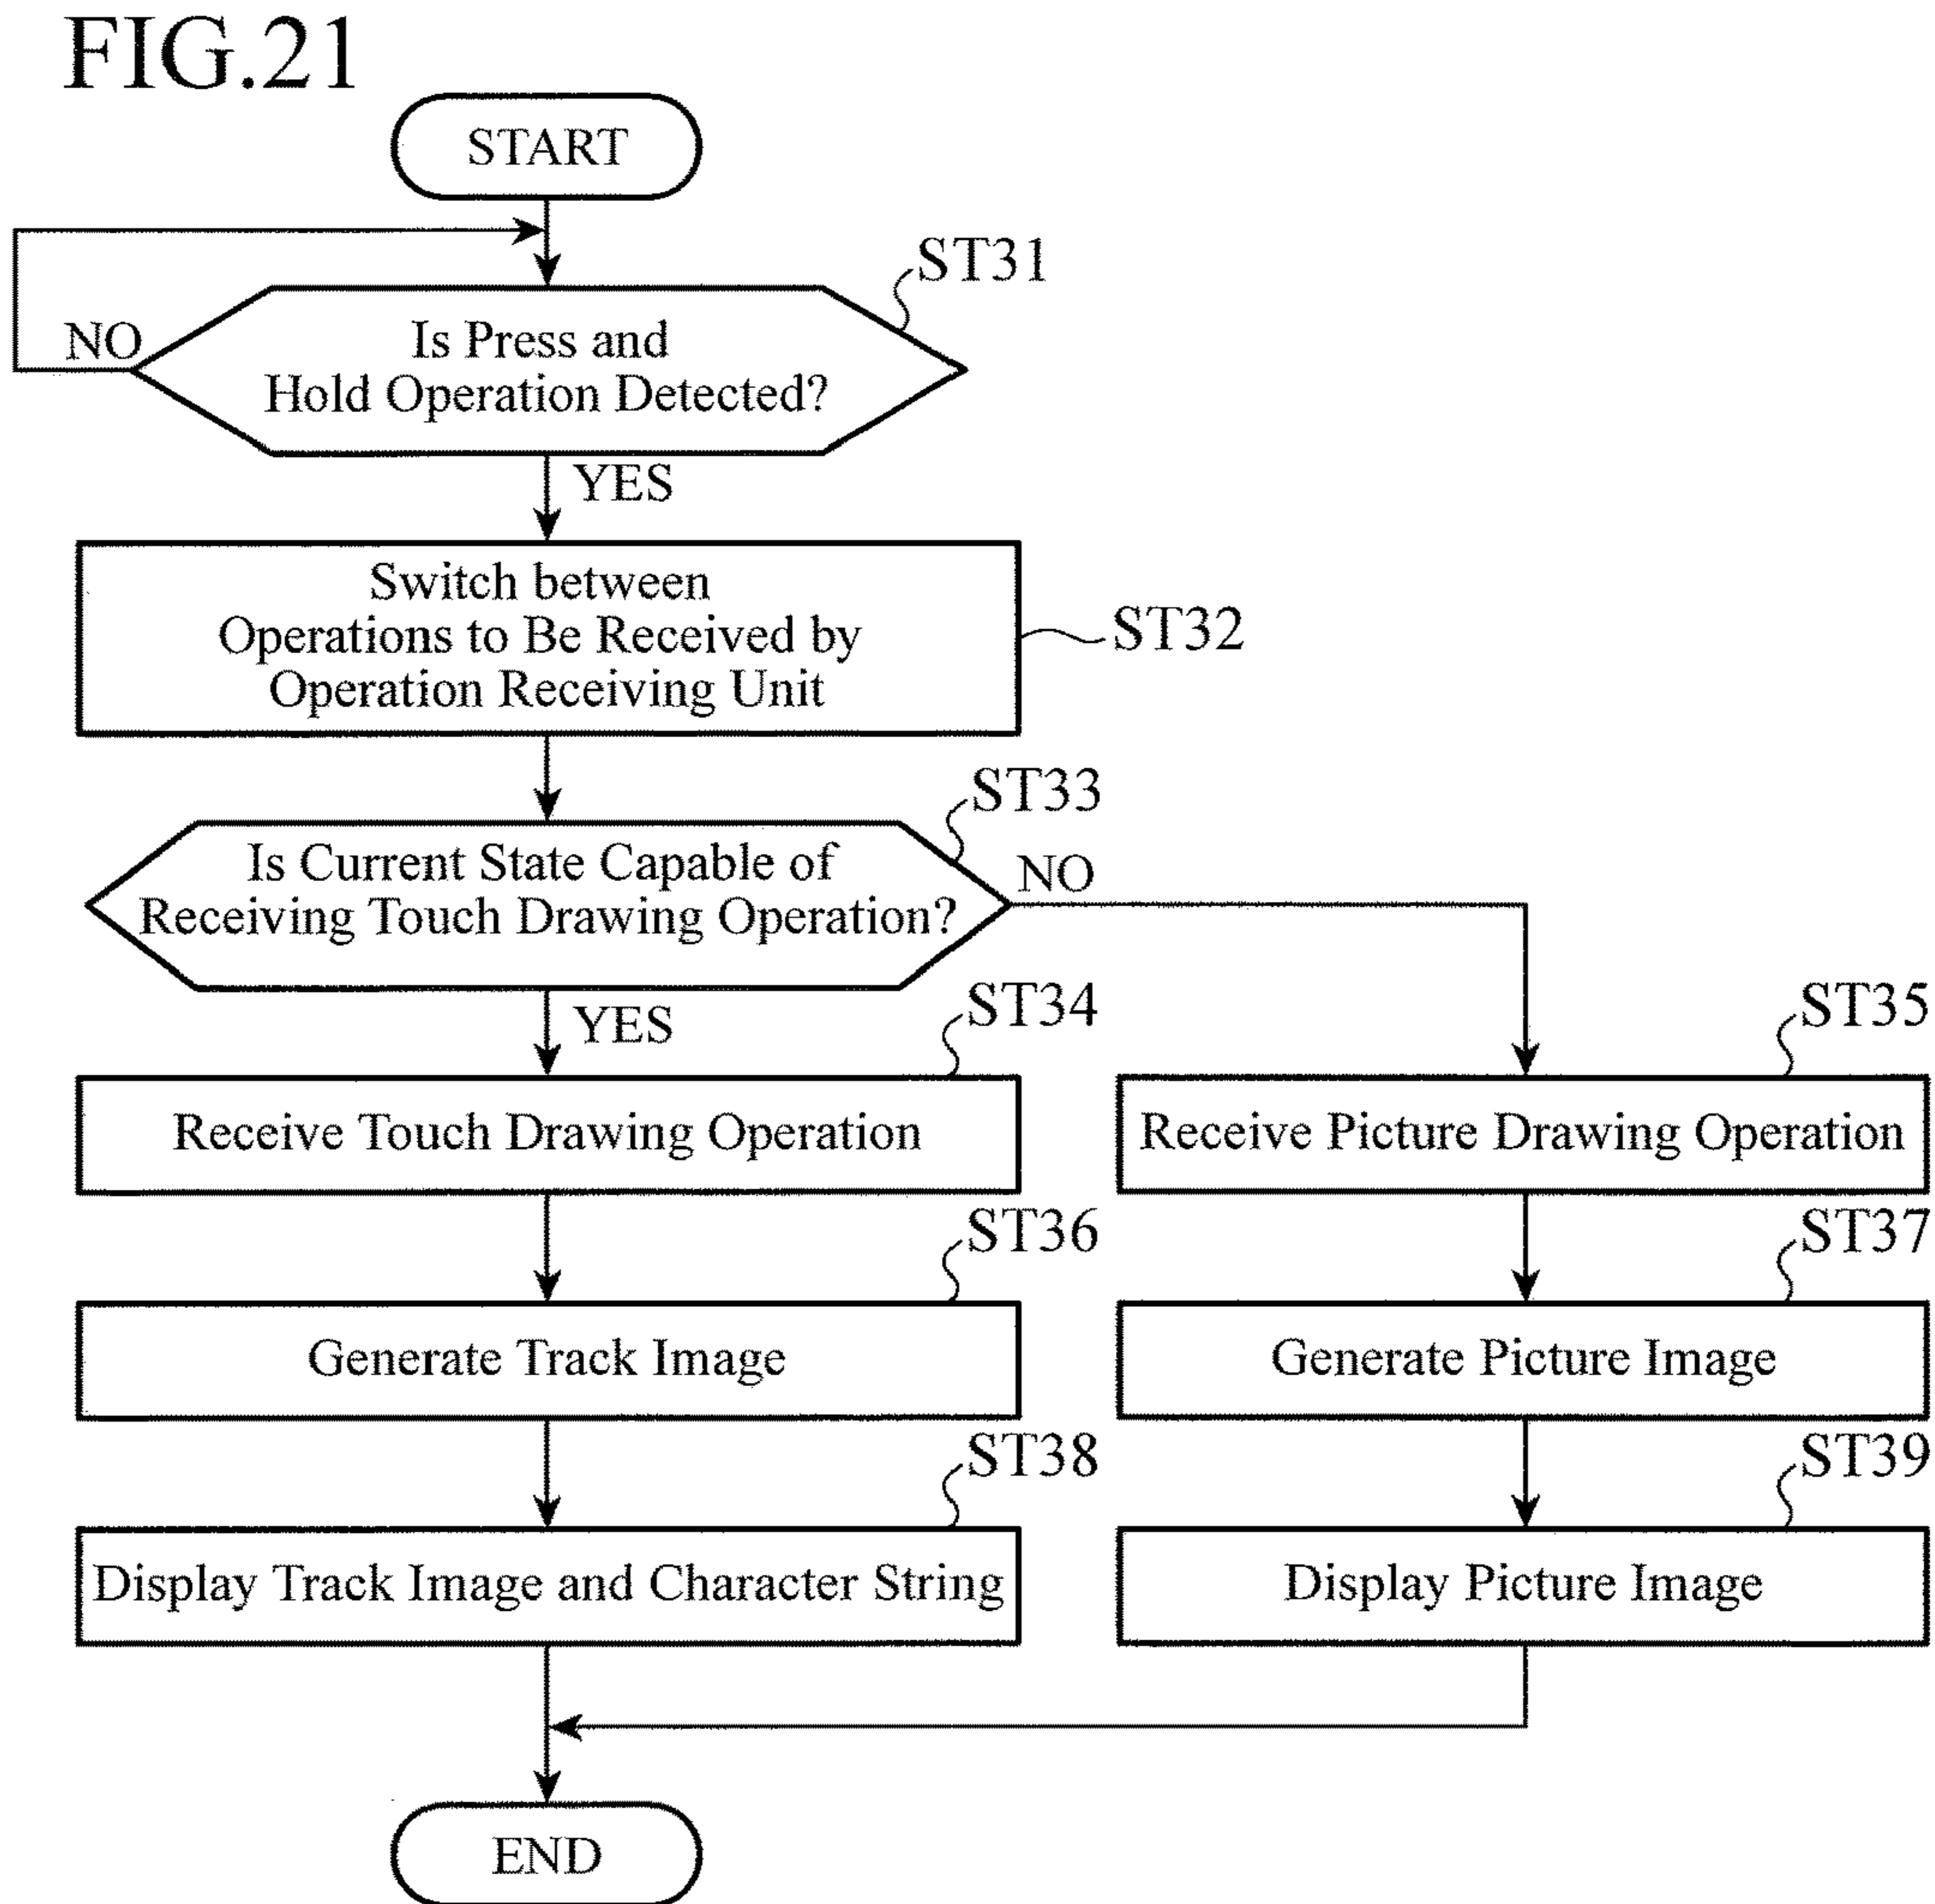 FIG.21
START
ST31
NO
Is Press and
Hold Operation Detected?
YES
Switch between
Operations to Be Received by
Operation Receiving Unit
ST32
ST33
Is Current State Capable of
Receiving Touch Drawing Operation?
NO
YES
ST34
ST35
Receive Touch Drawing Operation
Receive Picture Drawing Operation
ST36
ST37
Generate Track Image
Generate Picture Image
ST38
ST39
Display Track Image and Character String
Display Picture Image
END